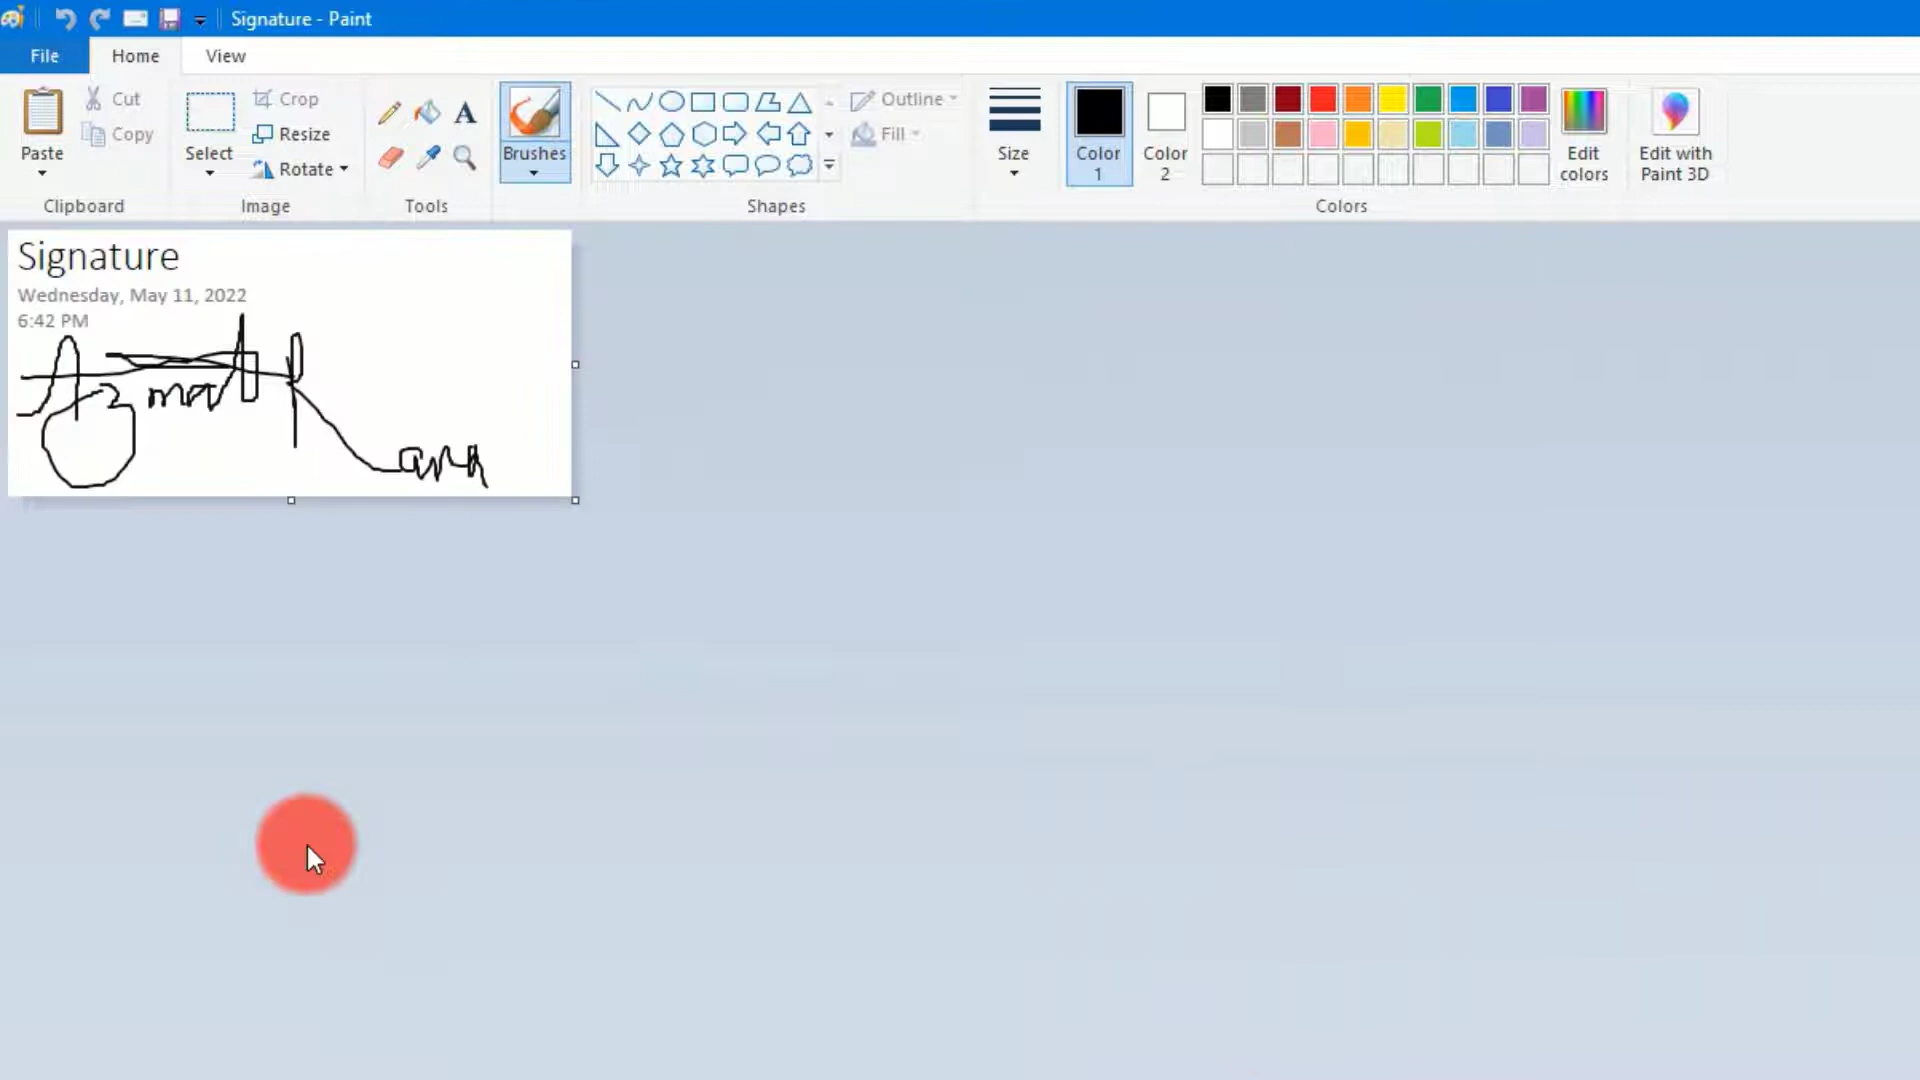 Signature - Paint
File Home View
Paste Cut Copy
Select Crop Resize Rotate
A
Brushes
Outline Fill
Size
Color 1
Color 2
Edit colors
Edit with Paint 3D
Clipboard Image Tools Shapes Colors
Signature
Wednesday, May 11, 2022
6:42 PM